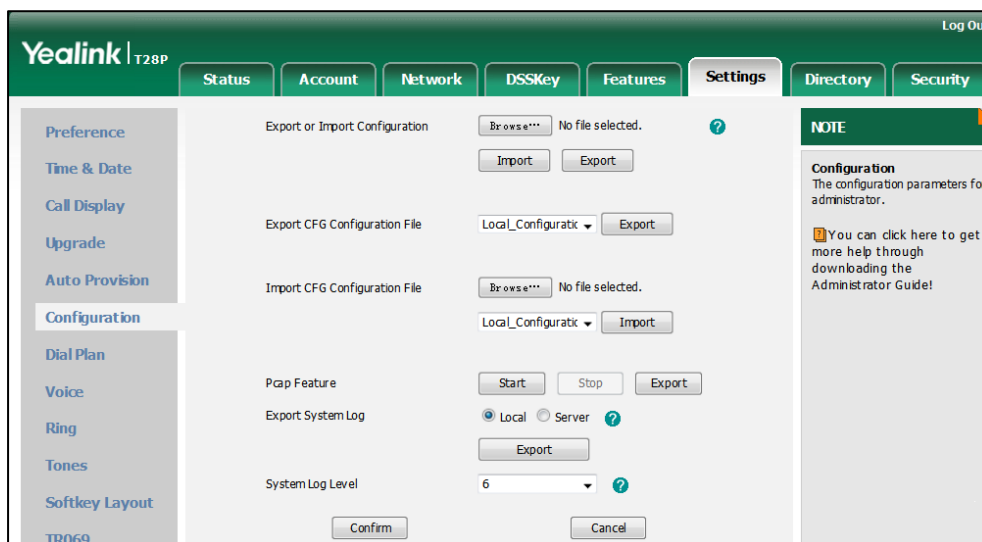 Log Ou
Yealink T28P
Status Account Network DSSKey Features Settings Directory Security
Preference
Time & Date
Call Display
Upgrade
Auto Provision
Configuration
Dial Plan
Voice
Ring
Tones
Softkey Layout
TR069
Export or Import Configuration Browse··· No file selected. ?
Import Export
Export CFG Configuration File Local_Configuratic Export
Import CFG Configuration File Browse··· No file selected.
Local_Configuratic Import
Pcap Feature Start Stop Export
Export System Log Local Server ?
Export
System Log Level 6 ?
Confirm Cancel
NOTE
Configuration
The configuration parameters fo
administrator.
? You can click here to get
more help through
downloading the
Administrator Guide!